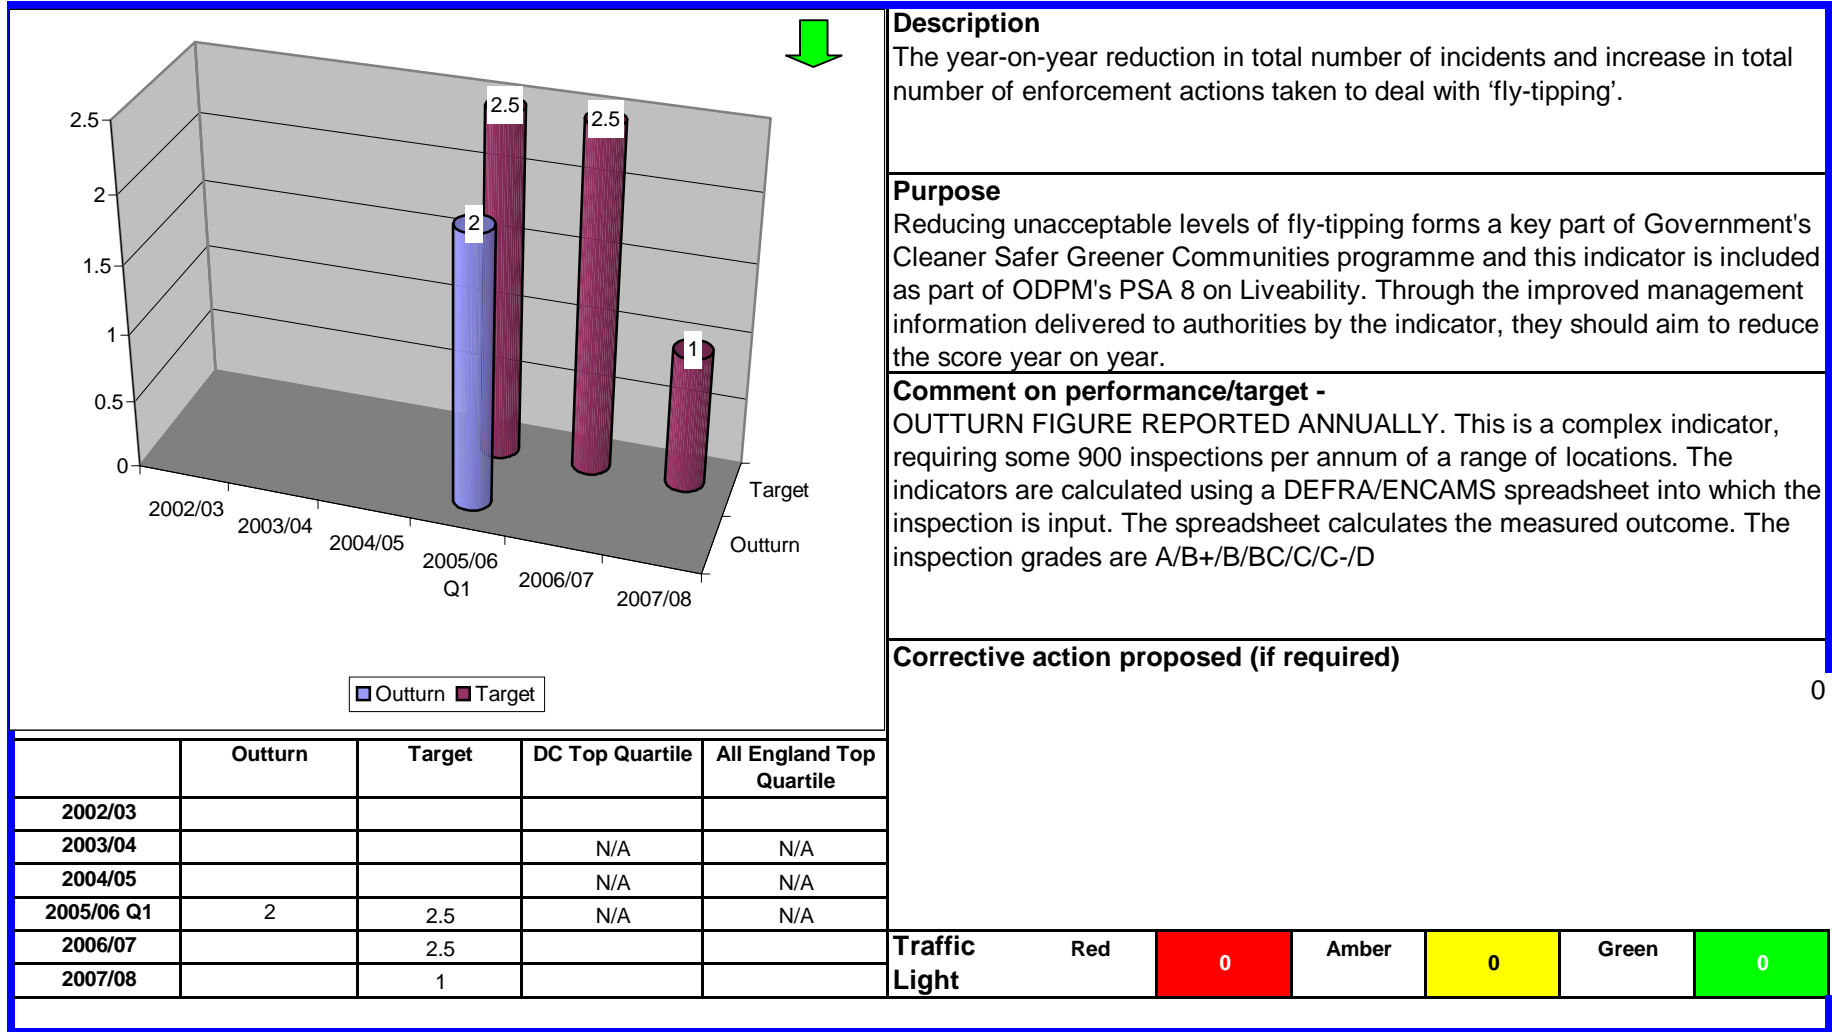 2.5
2
1.5
1
0.5
0
2.5
2.5
2
1
2002/03
2003/04
2004/05
2005/06
Q1
2006/07
2007/08
Target
Outturn
Outturn Target
Outturn Target DC Top Quartile All England Top
Quartile
2002/03
2003/04 N/A N/A
2004/05 N/A N/A
2005/06 Q1 2 2.5 N/A N/A
2006/07 2.5
2007/08 1
Description
The year-on-year reduction in total number of incidents and increase in total
number of enforcement actions taken to deal with ‘fly-tipping’.
Purpose
Reducing unacceptable levels of fly-tipping forms a key part of Government's
Cleaner Safer Greener Communities programme and this indicator is included
as part of ODPM's PSA 8 on Liveability. Through the improved management
information delivered to authorities by the indicator, they should aim to reduce
the score year on year.
Comment on performance/target -
OUTTURN FIGURE REPORTED ANNUALLY. This is a complex indicator,
requiring some 900 inspections per annum of a range of locations. The
indicators are calculated using a DEFRA/ENCAMS spreadsheet into which the
inspection is input. The spreadsheet calculates the measured outcome. The
inspection grades are A/B+/B/BC/C/C-/D
Corrective action proposed (if required)
0
Traffic Red 0 Amber 0 Green 0
Light